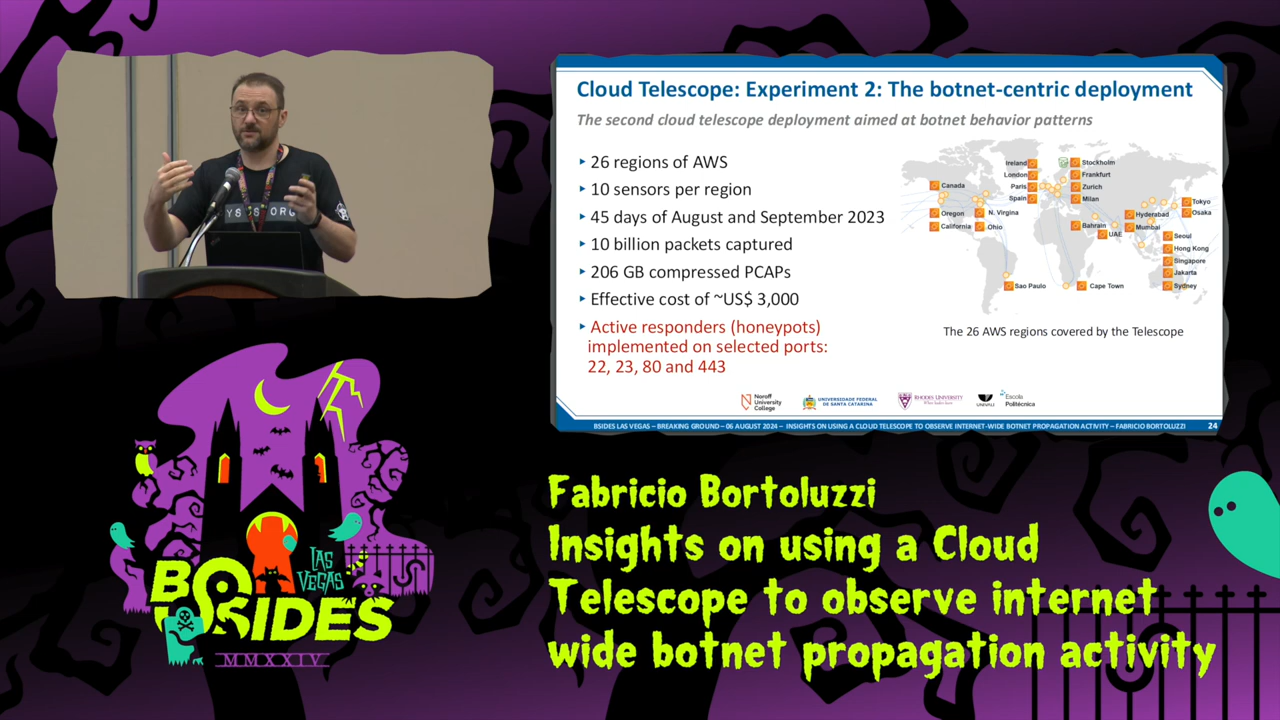 Cloud Telescope: Experiment 2: The botnet-centric deployment
The second cloud telescope deployment aimed at botnet behavior patterns
26 regions of AWS
10 sensors per region
45 days of August and September 2023
10 billion packets captured
206 GB compressed PCAPs
Effective cost of ~US$ 3,000
Active responders (honeypots)
implemented on selected ports:
22, 23, 80 and 443
Ireland
London
Paris
Spain
Stockholm
Frankfurt
Zurich
Milan
Canada
Oregon
California
N. Virgina
Ohio
Bahrain
UAE
Hyderabad
Mumbai
Tokyo
Osaka
Seoul
Hong Kong
Singapore
Jakarta
Sydney
Sao Paulo
Cape Town
The 26 AWS regions covered by the Telescope
Noroff
University
College
UNIVERSIDADE FEDERAL
DE SANTA CATARINA
RHODES UNIVERSITY
UNIVALI
Escola
Politécnica
BSIDES LAS VEGAS – BREAKING GROUND – 06 AUGUST 2024 – INSIGHTS ON USING A CLOUD TELESCOPE TO OBSERVE INTERNET-WIDE BOTNET PROPAGATION ACTIVITY – FABRICIO BORTOLUZZI
24
LAS
VEGAS
BSIDES
MMXXIV
Fabricio Bortoluzzi
Insights on using a Cloud
Telescope to observe internet
wide botnet propagation activity